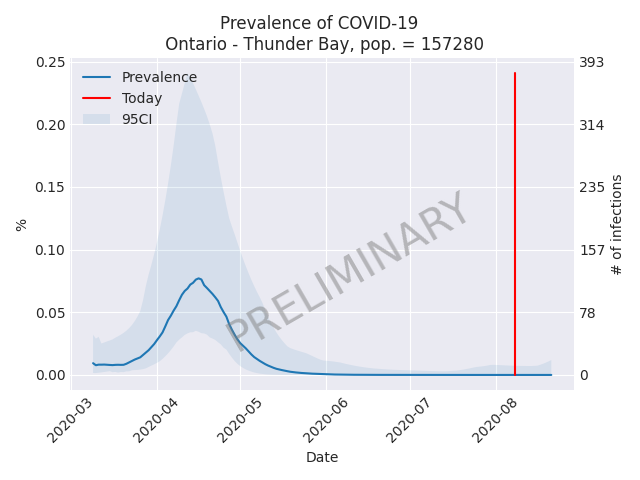 Prevalence of COVID-19
Ontario - Thunder Bay, pop. = 157280
0.25
0.20
0.15
0.10
0.05
0.00
%
Prevalence
Today
95CI
PRELIMINARY
393
314
235
157
78
0
# of infections
2020-03
2020-04
2020-05
2020-06
2020-07
2020-08
Date